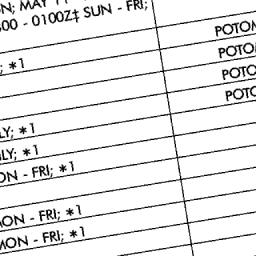 N; MAY 1
00 - 0100Z‡ SUN - FRI;
; *1
POTOM
POTOM
POTO
POTO
LY; *1
LY; *1
ON - FRI; *1
MON - FRI; *1
MON - FRI; *1